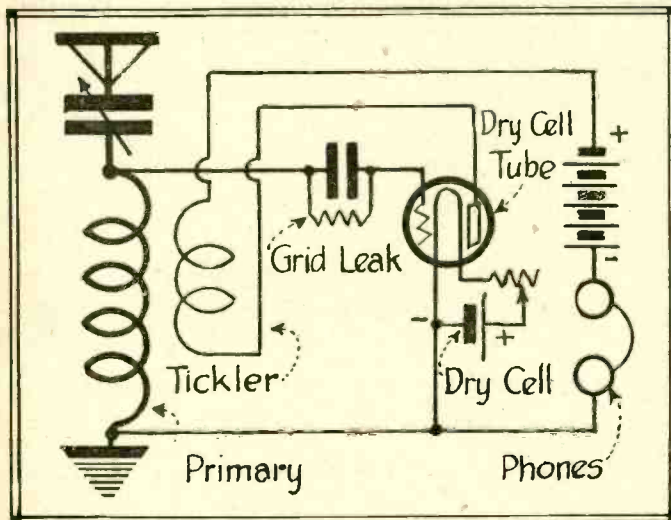 Dry Cell
Tube
+
Grid Leak
-
-
+
Tickler
Dry Cell
Primary
Phones